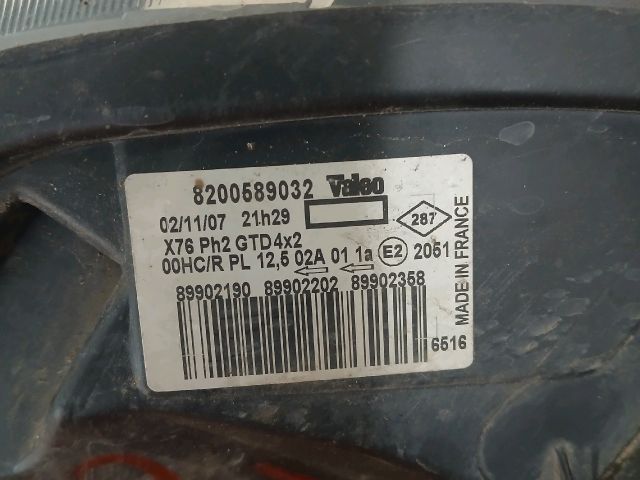 8200589032 Valeo
02/11/07 21h29
287
X76 Ph2 GTD4x2
00HC/R PL 12,5 02A 01 1a E2 2051
89902190 89902202 89902358
6516
MADE IN FRANCE